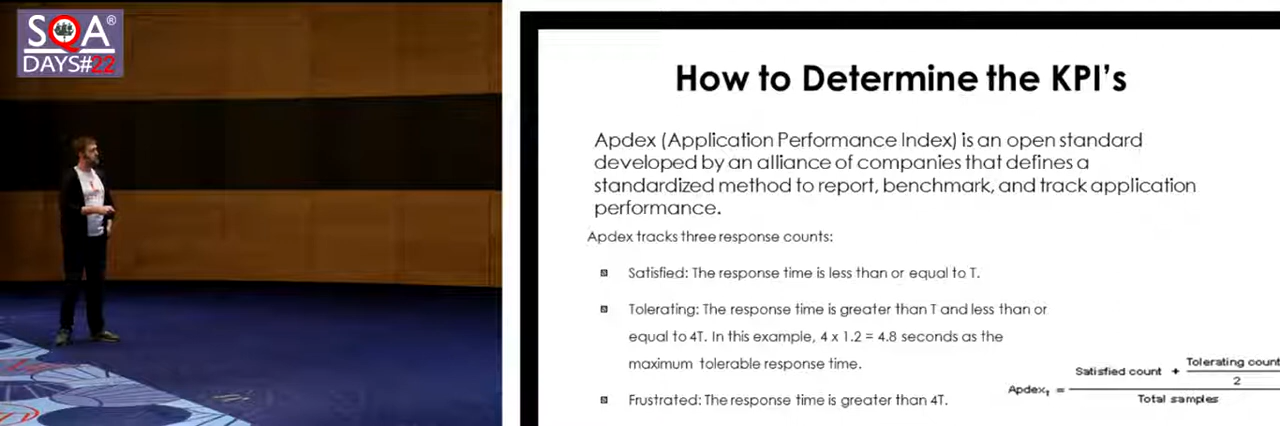 SQA®
DAYS#22
How to Determine the KPI's
Apdex (Application Performance Index) is an open standard
developed by an alliance of companies that defines a
standardized method to report, benchmark, and track application
performance.
Apdex tracks three response counts:
Satisfied: The response time is less than or equal to T.
Tolerating: The response time is greater than T and less than or
equal to 4T. In this example, 4 x 1.2 = 4.8 seconds as the
maximum tolerable response time.
Frustrated: The response time is greater than 4T.
Apdex_T = (Satisfied count + Tolerating count / 2) / Total samples